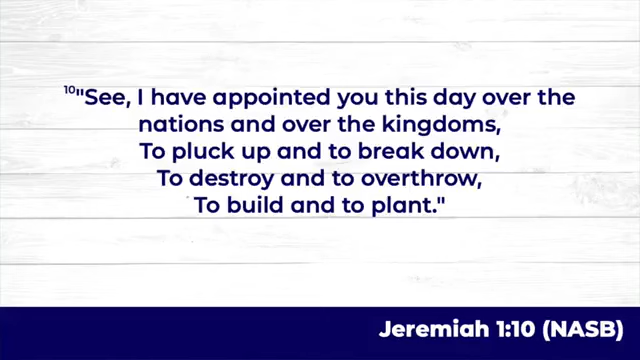 10"See, I have appointed you this day over the
nations and over the kingdoms,
To pluck up and to break down,
To destroy and to overthrow,
To build and to plant."
Jeremiah 1:10 (NASB)